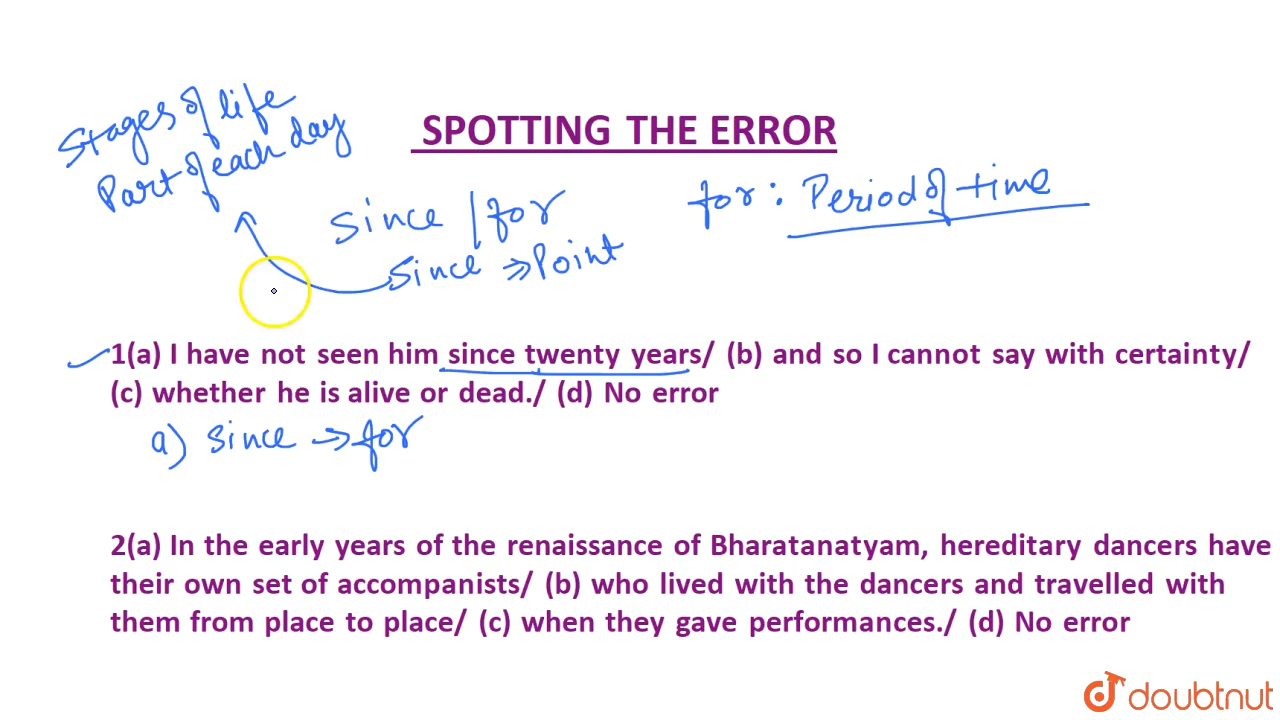 Stages of life
Part of each day
SPOTTING THE ERROR
since / for
for : Period of time
since ⇒ Point
1(a) I have not seen him since twenty years/ (b) and so I cannot say with certainty/
(c) whether he is alive or dead./ (d) No error
a) since → for
2(a) In the early years of the renaissance of Bharatanatyam, hereditary dancers have
their own set of accompanists/ (b) who lived with the dancers and travelled with
them from place to place/ (c) when they gave performances./ (d) No error
doubtnut